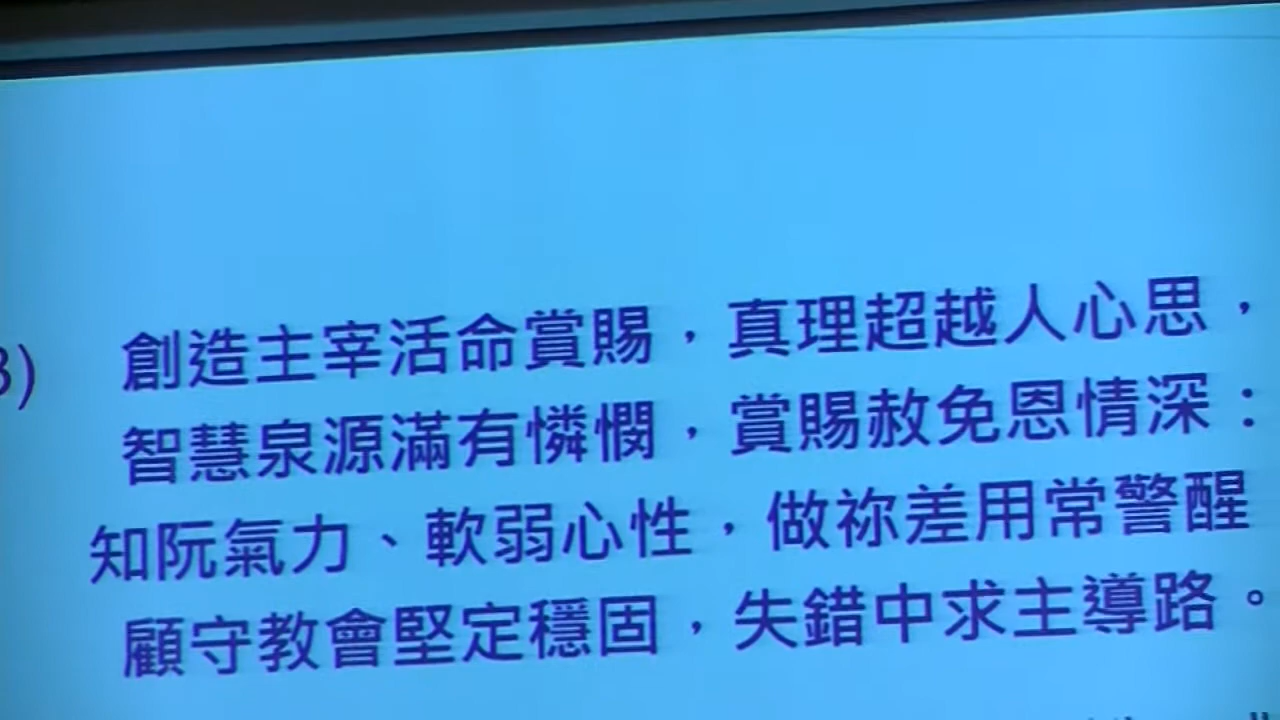 3) 創造主宰活命賞賜，真理超越人心思，
智慧泉源滿有憐憫，賞賜赦免恩情深：
知阮氣力、軟弱心性，做祢差用常警醒
顧守教會堅定穩固，失錯中求主導路。